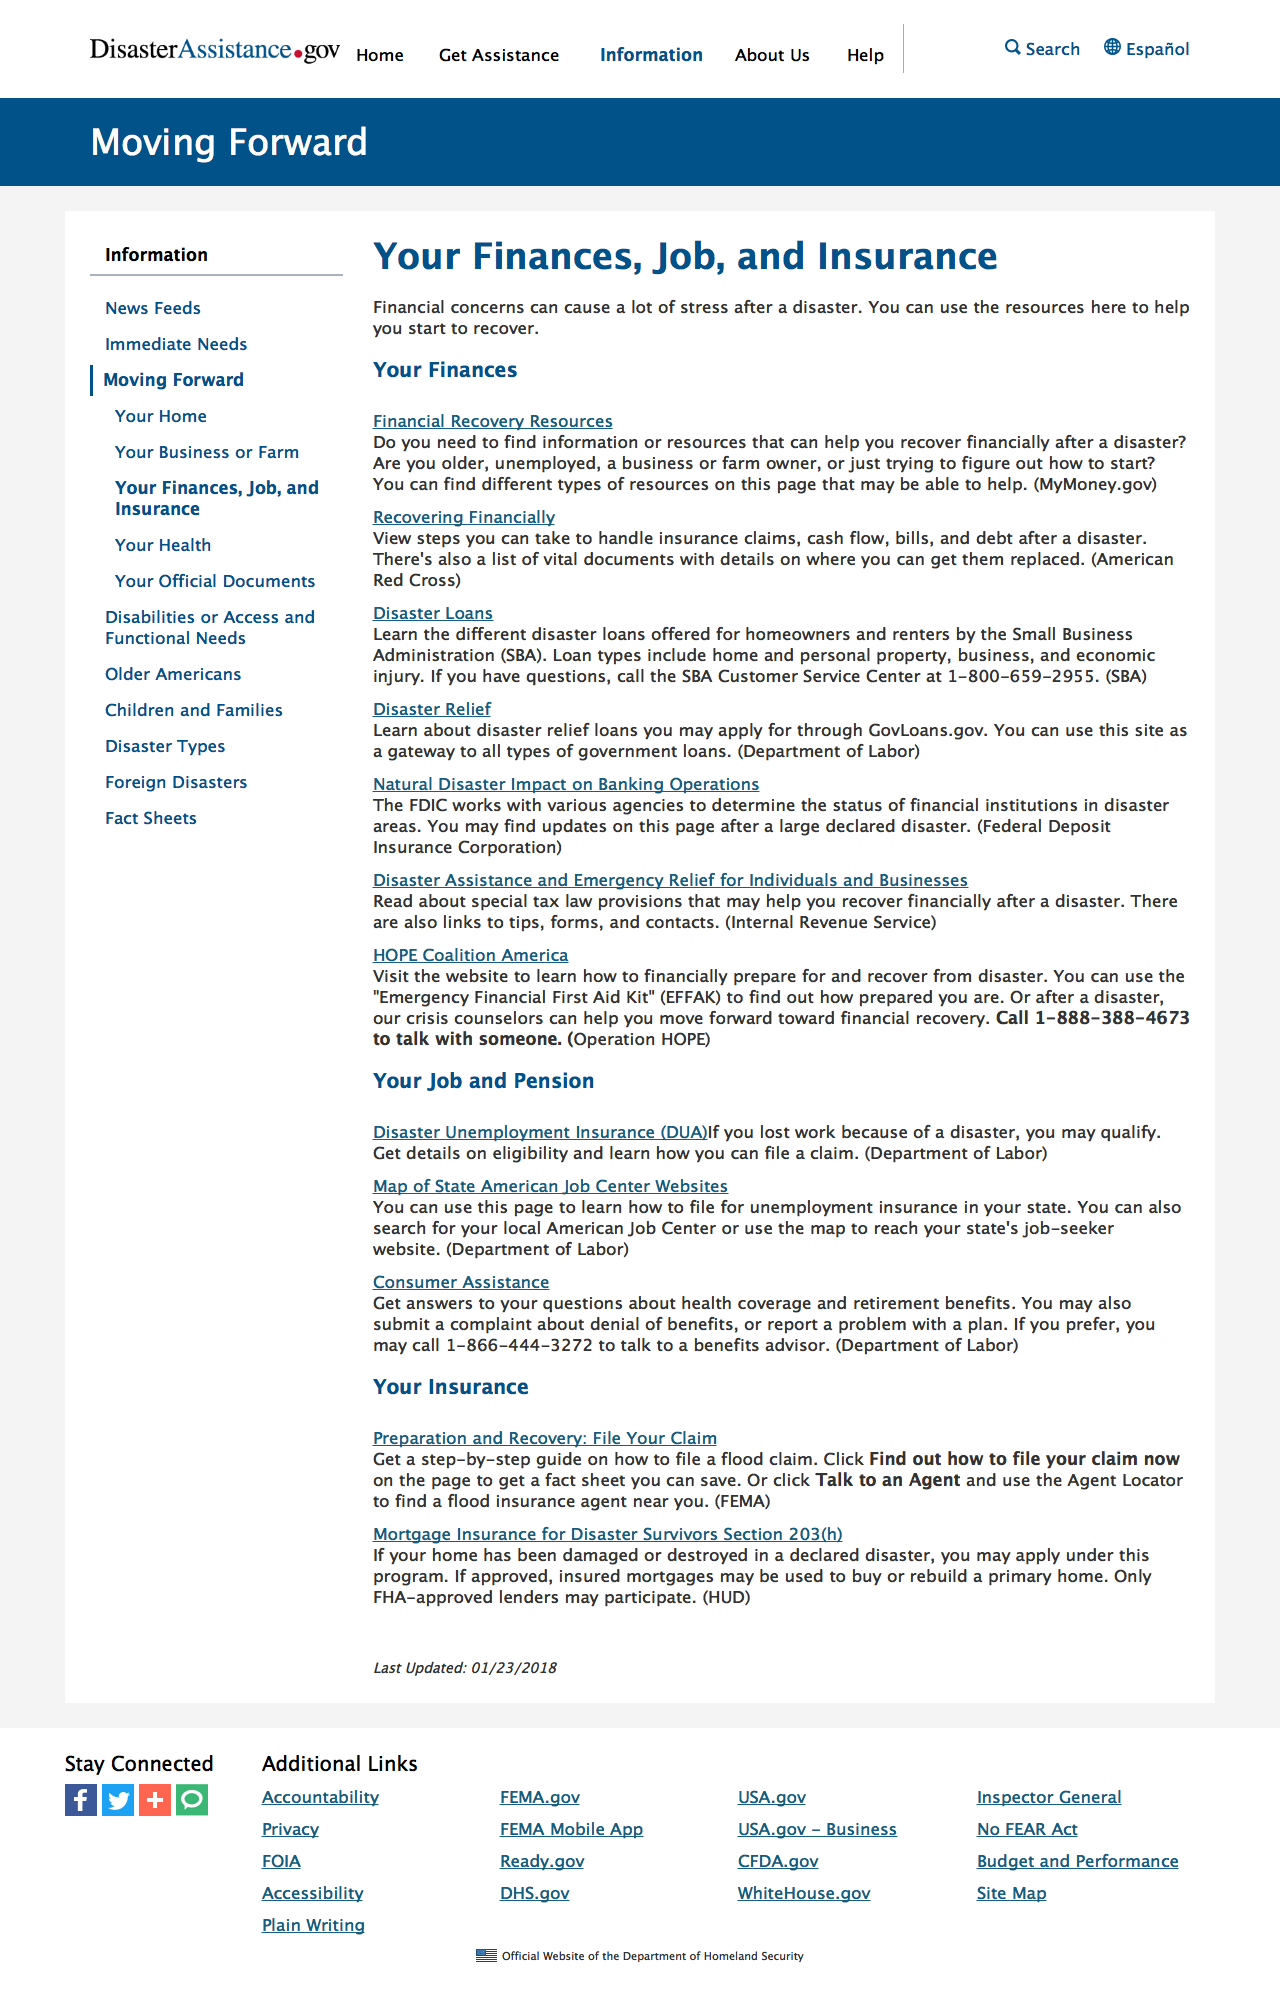 DisasterAssistance.gov
Home
Get Assistance
Information
About Us
Help
Search
Español
Moving Forward
Information
News Feeds
Immediate Needs
Moving Forward
Your Home
Your Business or Farm
Your Finances, Job, and
Insurance
Your Health
Your Official Documents
Disabilities or Access and
Functional Needs
Older Americans
Children and Families
Disaster Types
Foreign Disasters
Fact Sheets
Your Finances, Job, and Insurance
Financial concerns can cause a lot of stress after a disaster. You can use the resources here to help
you start to recover.
Your Finances
Financial Recovery Resources
Do you need to find information or resources that can help you recover financially after a disaster?
Are you older, unemployed, a business or farm owner, or just trying to figure out how to start?
You can find different types of resources on this page that may be able to help. (MyMoney.gov)
Recovering Financially
View steps you can take to handle insurance claims, cash flow, bills, and debt after a disaster.
There's also a list of vital documents with details on where you can get them replaced. (American
Red Cross)
Disaster Loans
Learn the different disaster loans offered for homeowners and renters by the Small Business
Administration (SBA). Loan types include home and personal property, business, and economic
injury. If you have questions, call the SBA Customer Service Center at 1-800-659-2955. (SBA)
Disaster Relief
Learn about disaster relief loans you may apply for through GovLoans.gov. You can use this site as
a gateway to all types of government loans. (Department of Labor)
Natural Disaster Impact on Banking Operations
The FDIC works with various agencies to determine the status of financial institutions in disaster
areas. You may find updates on this page after a large declared disaster. (Federal Deposit
Insurance Corporation)
Disaster Assistance and Emergency Relief for Individuals and Businesses
Read about special tax law provisions that may help you recover financially after a disaster. There
are also links to tips, forms, and contacts. (Internal Revenue Service)
HOPE Coalition America
Visit the website to learn how to financially prepare for and recover from disaster. You can use the
"Emergency Financial First Aid Kit" (EFFAK) to find out how prepared you are. Or after a disaster,
our crisis counselors can help you move forward toward financial recovery. Call 1-888-388-4673
to talk with someone. (Operation HOPE)
Your Job and Pension
Disaster Unemployment Insurance (DUA)If you lost work because of a disaster, you may qualify.
Get details on eligibility and learn how you can file a claim. (Department of Labor)
Map of State American Job Center Websites
You can use this page to learn how to file for unemployment insurance in your state. You can also
search for your local American Job Center or use the map to reach your state's job-seeker
website. (Department of Labor)
Consumer Assistance
Get answers to your questions about health coverage and retirement benefits. You may also
submit a complaint about denial of benefits, or report a problem with a plan. If you prefer, you
may call 1-866-444-3272 to talk to a benefits advisor. (Department of Labor)
Your Insurance
Preparation and Recovery: File Your Claim
Get a step-by-step guide on how to file a flood claim. Click Find out how to file your claim now
on the page to get a fact sheet you can save. Or click Talk to an Agent and use the Agent Locator
to find a flood insurance agent near you. (FEMA)
Mortgage Insurance for Disaster Survivors Section 203(h)
If your home has been damaged or destroyed in a declared disaster, you may apply under this
program. If approved, insured mortgages may be used to buy or rebuild a primary home. Only
FHA-approved lenders may participate. (HUD)
Last Updated: 01/23/2018
Stay Connected
Additional Links
Accountability
Privacy
FOIA
Accessibility
Plain Writing
FEMA.gov
FEMA Mobile App
Ready.gov
DHS.gov
USA.gov
USA.gov - Business
CFDA.gov
WhiteHouse.gov
Inspector General
No FEAR Act
Budget and Performance
Site Map
Official Website of the Department of Homeland Security